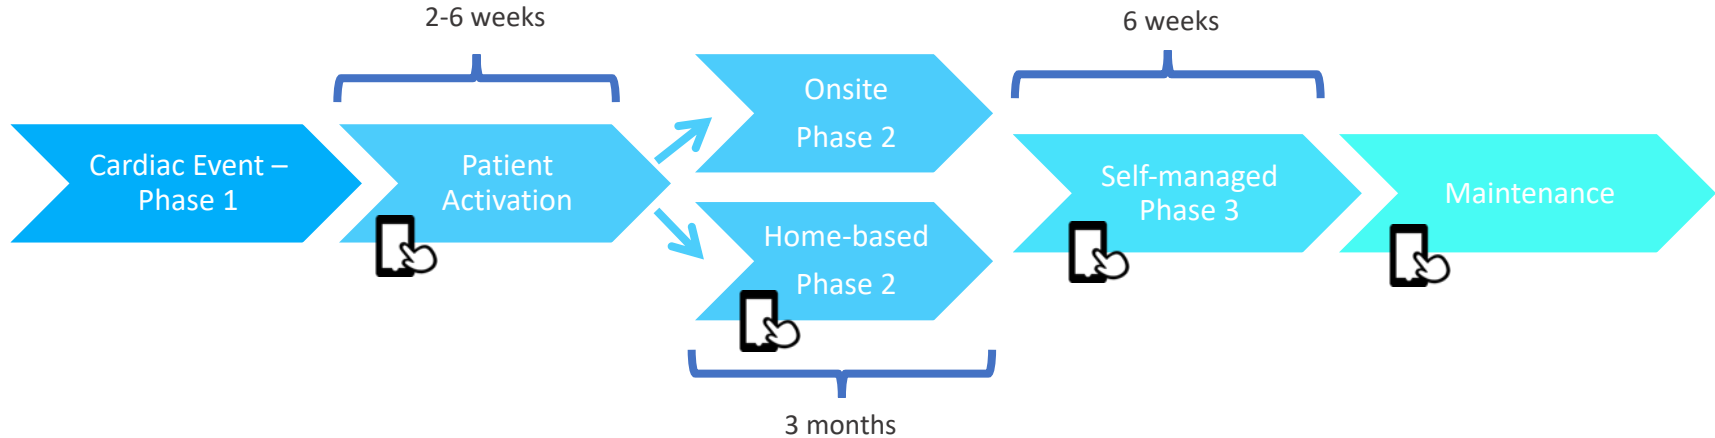 2-6 weeks
6 weeks
Cardiac Event –
Phase 1
Patient
Activation
Onsite
Phase 2
Home-based
Phase 2
Self-managed
Phase 3
Maintenance
3 months